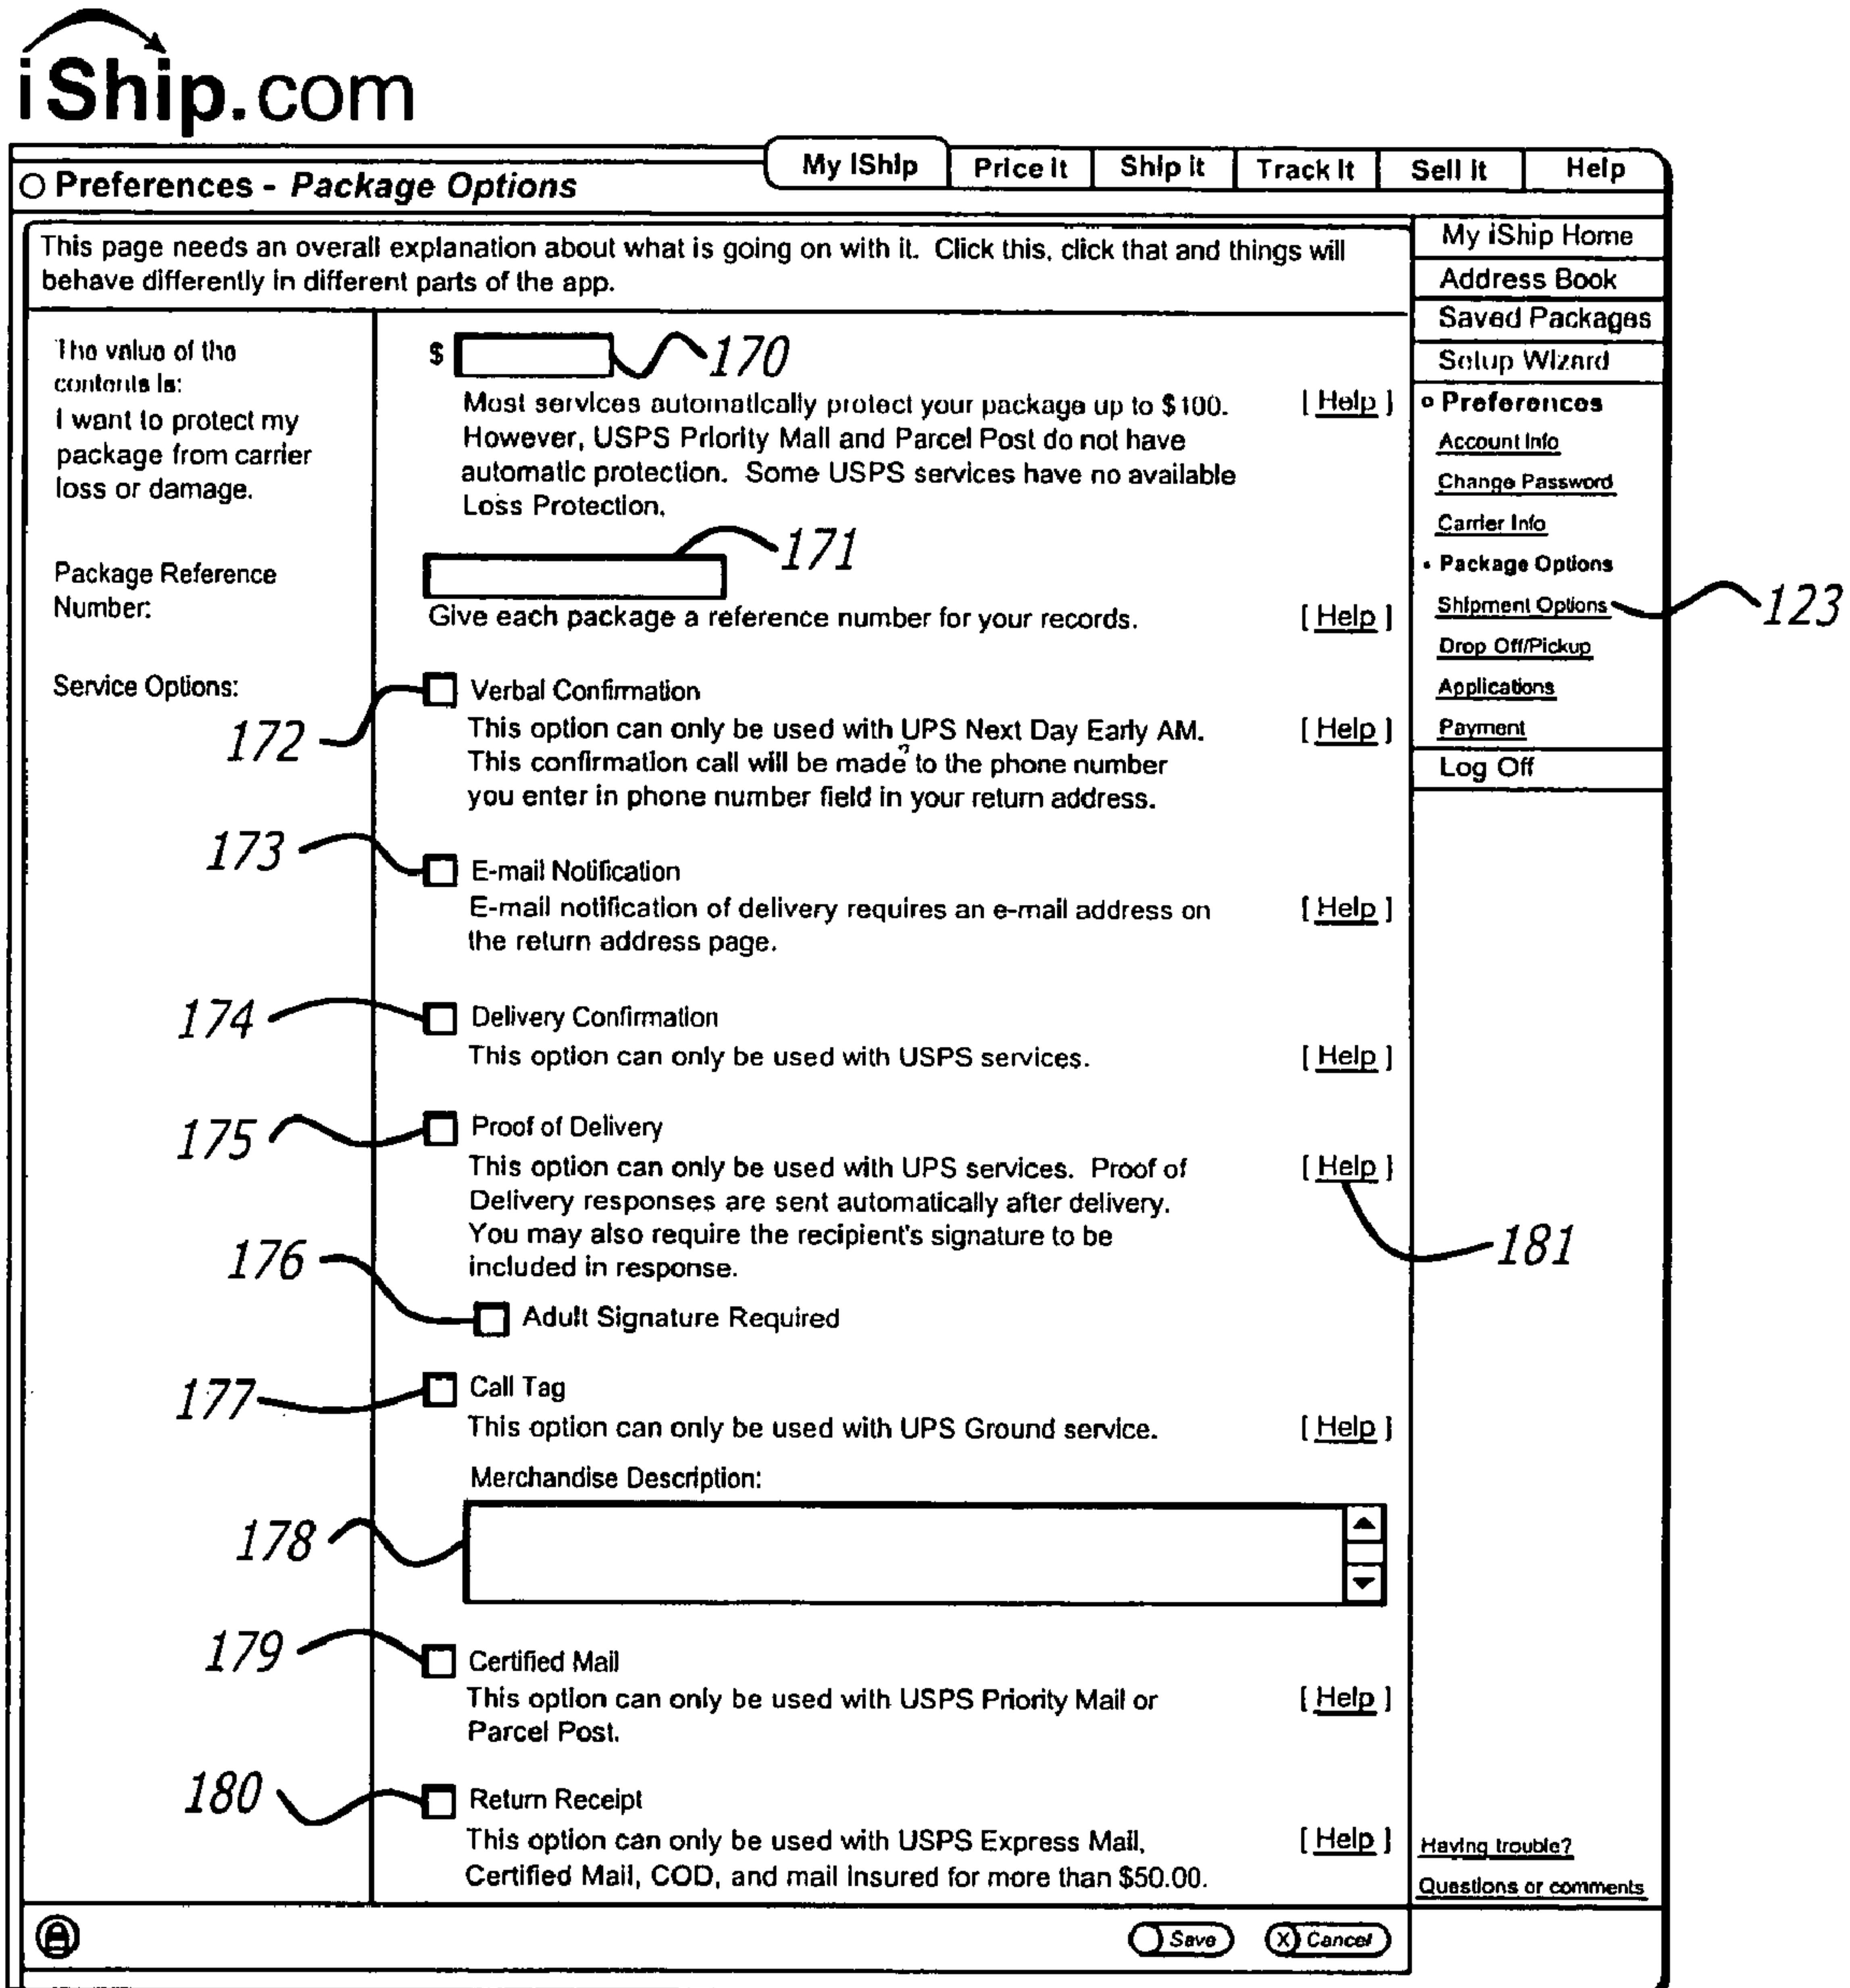 iShip.com
My iShip Price It Ship It Track It Sell It Help
Preferences - Package Options
This page needs an overall explanation about what is going on with it. Click this, click that and things will
behave differently in different parts of the app.
The value of the
contents is:
I want to protect my
package from carrier
loss or damage.
$
170
Most services automatically protect your package up to $100. [ Help ]
However, USPS Priority Mail and Parcel Post do not have
automatic protection. Some USPS services have no available
Loss Protection.
171
Package Reference
Number:
Give each package a reference number for your records. [ Help ]
Service Options:
172
Verbal Confirmation
This option can only be used with UPS Next Day Early AM. [ Help ]
This confirmation call will be made to the phone number
you enter in phone number field in your return address.
173
E-mail Notification
E-mail notification of delivery requires an e-mail address on [ Help ]
the return address page.
174
Delivery Confirmation
This option can only be used with USPS services. [ Help ]
175
Proof of Delivery
This option can only be used with UPS services. Proof of [ Help ]
Delivery responses are sent automatically after delivery.
You may also require the recipient's signature to be
included in response.
181
176
Adult Signature Required
177
Call Tag
This option can only be used with UPS Ground service. [ Help ]
Merchandise Description:
178
179
Certified Mail
This option can only be used with USPS Priority Mail or [ Help ]
Parcel Post.
180
Return Receipt
This option can only be used with USPS Express Mail, [ Help ]
Certified Mail, COD, and mail insured for more than $50.00.
Save X Cancel
My iShip Home
Address Book
Saved Packages
Setup Wizard
Preferences
Account Info
Change Password
Carrier Info
Package Options
Shipment Options
123
Drop Off/Pickup
Applications
Payment
Log Off
Having trouble?
Questions or comments